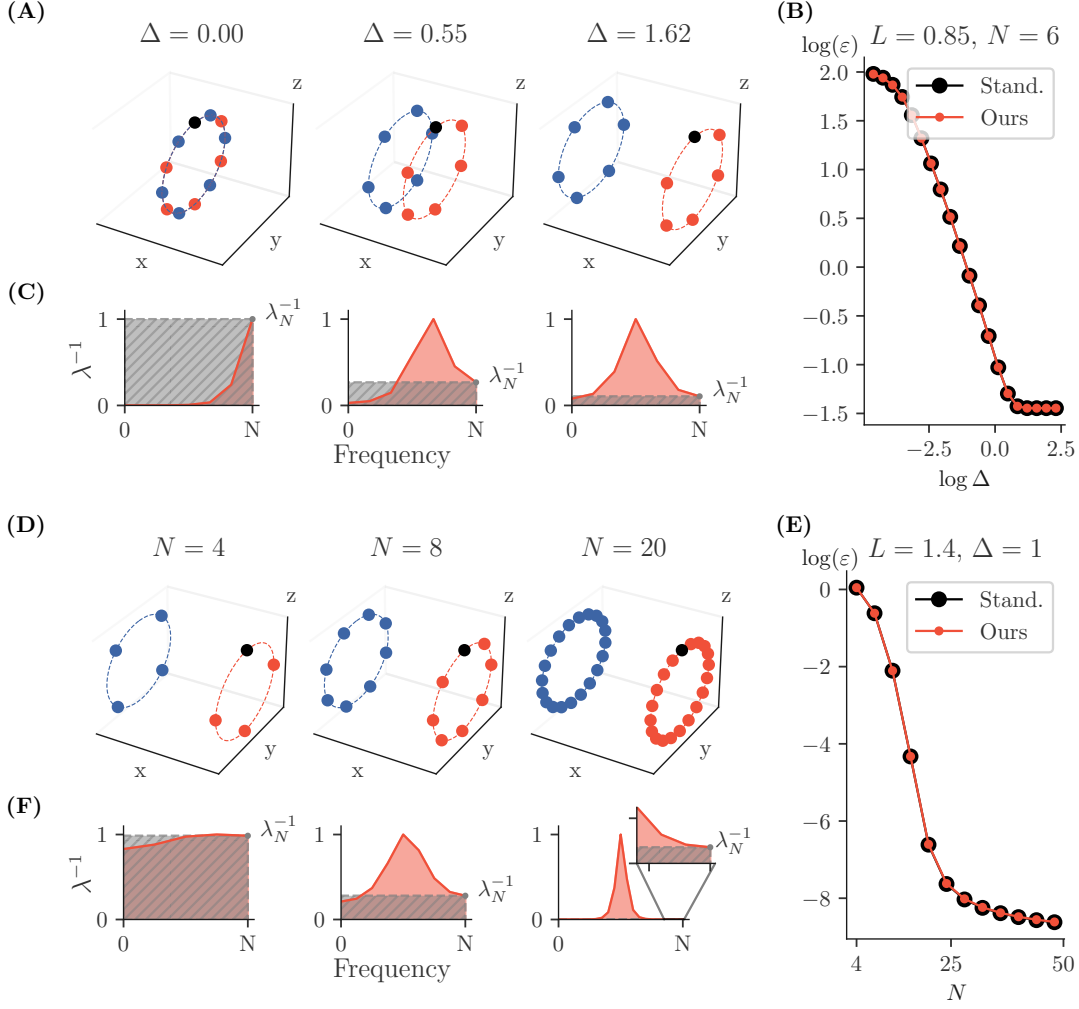 (A)
Δ = 0.00
Δ = 0.55
Δ = 1.62
z
z
z
y
y
y
x
x
x
(B)
L = 0.85, N = 6
log(ε)
2.0
1.5
1.0
0.5
0.0
−0.5
−1.0
−1.5
Stand.
Ours
−2.5
0.0
2.5
log Δ
(C)
λ⁻¹
1
0
0
N
λ_N⁻¹
1
0
0
N
λ_N⁻¹
1
0
0
N
λ_N⁻¹
Frequency
(D)
N = 4
N = 8
N = 20
z
z
z
y
y
y
x
x
x
(E)
L = 1.4, Δ = 1
log(ε)
0
−2
−4
−6
−8
Stand.
Ours
4
25
50
N
(F)
λ⁻¹
1
0
0
N
λ_N⁻¹
1
0
0
N
λ_N⁻¹
1
0
0
N
λ_N⁻¹
Frequency